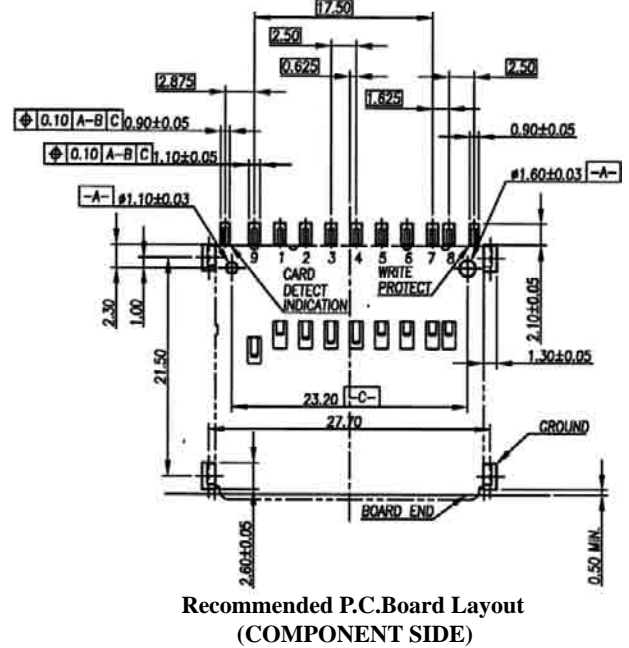 17.50
2.50
0.625
2.875
2.50
1.625
⌖ 0.10 A-B C 0.90±0.05
0.90±0.05
⌖ 0.10 A-B C 1.10±0.05
ø1.60±0.03 -A-
-A- ø1.10±0.03
9 1 2 3 4 5 6 7 8
CARD
DETECT
INDICATION
WRITE
PROTECT
2.30
1.00
2.10±0.05
1.30±0.05
21.50
23.20 -C-
27.70
GROUND
BOARD END
2.60±0.05
0.50 MIN.
Recommended P.C.Board Layout
(COMPONENT SIDE)